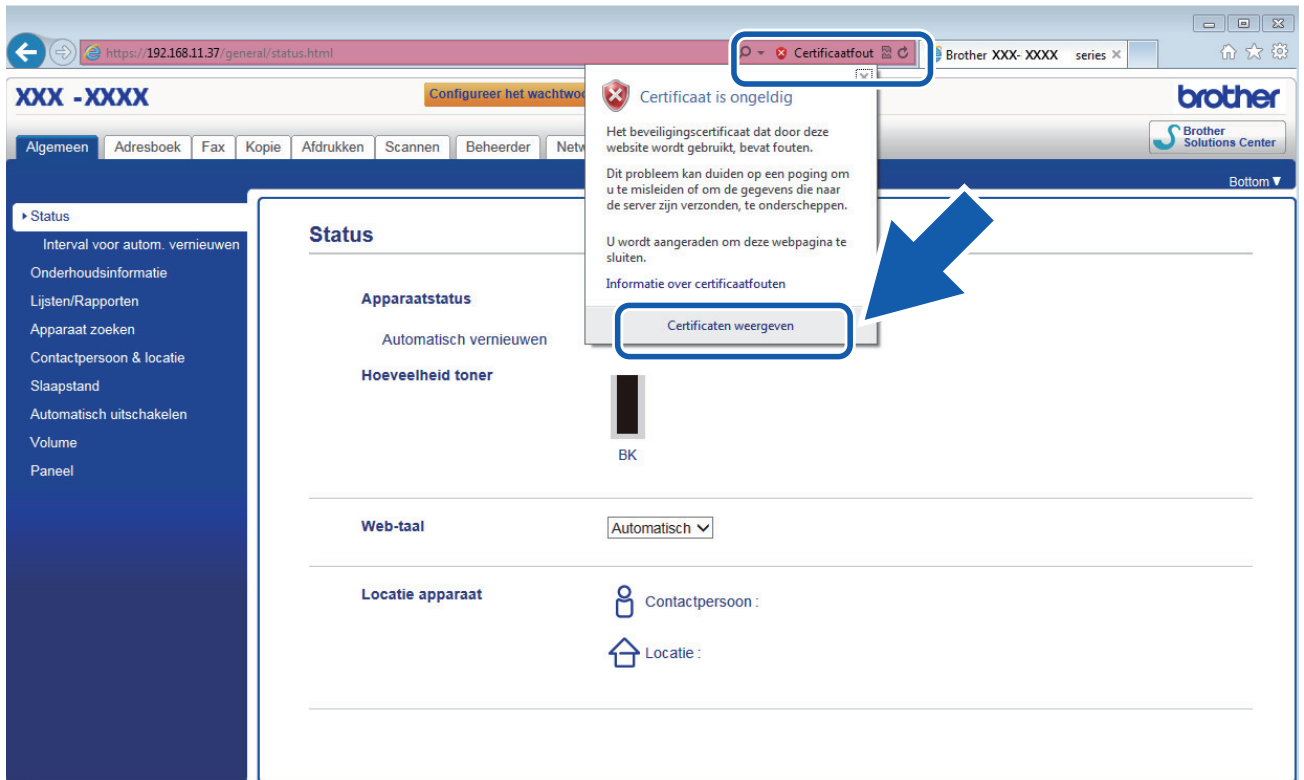 https://192.168.11.37/general/status.html
Certificaatfout
Brother XXX- XXXX series
XXX -XXXX
brother
Algemeen Adresboek Fax Kopie Afdrukken Scannen Beheerder
Brother
Solutions Center
Bottom▼
Certificaat is ongeldig
Het beveiligingscertificaat dat door deze
website wordt gebruikt, bevat fouten.
Dit probleem kan duiden op een poging om
u te misleiden of om de gegevens die naar
de server zijn verzonden, te onderscheppen.
U wordt aangeraden om deze webpagina te
sluiten.
Informatie over certificaatfouten
Certificaten weergeven
Configureer het
Status
Interval voor autom. vernieuwen
Onderhoudsinformatie
Lijsten/Rapporten
Apparaat zoeken
Contactpersoon & locatie
Slaapstand
Automatisch uitschakelen
Volume
Paneel
Status
Apparaatstatus
Automatisch vernieuwen
Hoeveelheid toner
BK
Web-taal
Automatisch
Locatie apparaat
Contactpersoon :
Locatie :